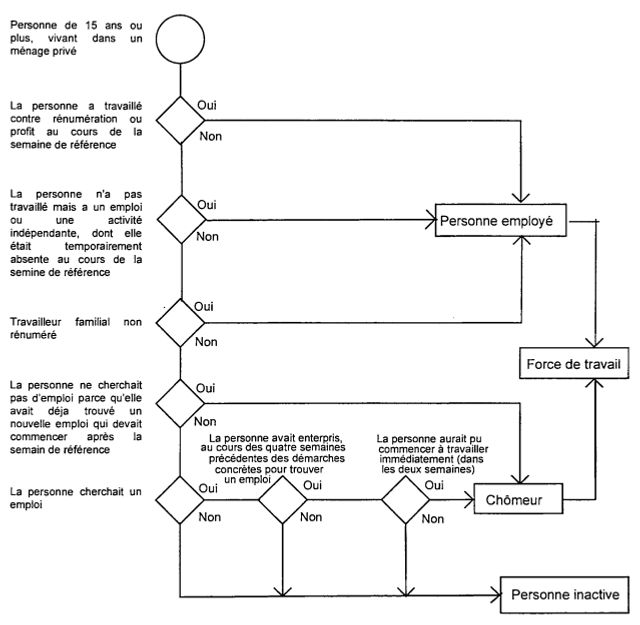 Personne de 15 ans ou
plus, vivant dans un
ménage privé
La personne a travaillé
contre rénumération ou
profit au cours de la
semaine de référence
Oui
Non
La personne n'a pas
travaillé mais a un emploi
ou une activité
indépendante, dont elle
était temporairement
absente au cours de la
semine de référence
Oui
Non
Personne employé
Travailleur familial non
rénuméré
Oui
Non
Force de travail
La personne ne cherchait
pas d'emploi parce qu'elle
avait déja trouvé un
nouvelle emploi qui devait
commencer après la
semain de référence
Oui
Non
La personne avait enterpris,
au cours des quatre semaines
précédentes des démarches
concrètes pour trouver
un emploi
La personne aurait pu
commencer à travailler
immédiatement (dans
les deux semaines)
La personne cherchait un
emploi
Oui
Non
Oui
Non
Oui
Non
Chômeur
Personne inactive